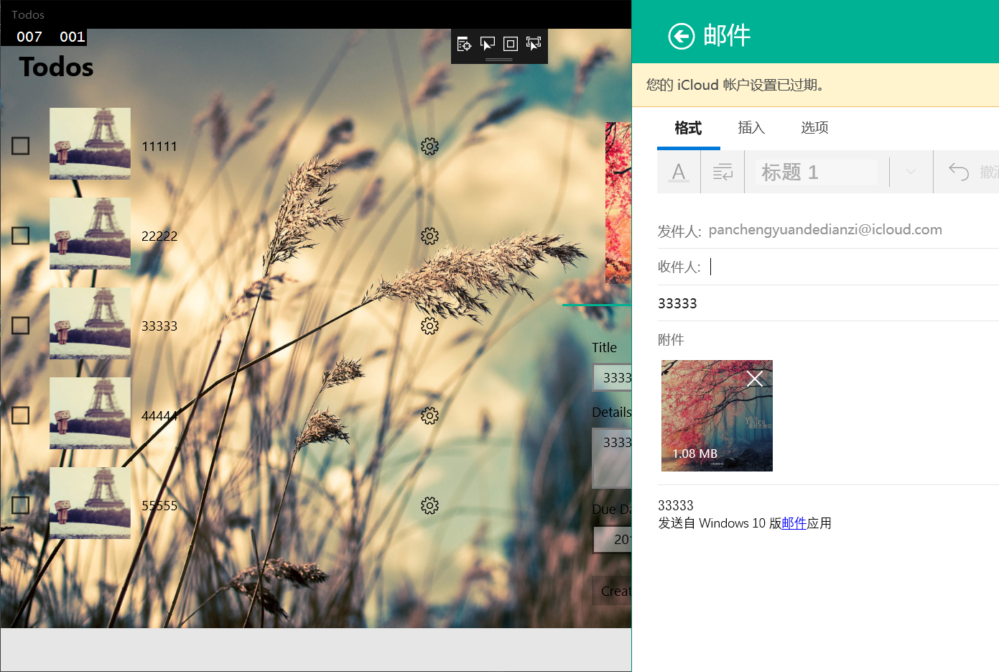 Todos
007 001
Todos
11111
22222
33333
44444
55555
Title
3333
Details
3333
Due Da
201
Creat
邮件
您的 iCloud 帐户设置已过期。
格式 插入 选项
A 标题 1 撤消
发件人: panchengyuandedianzi@icloud.com
收件人:
33333
附件
Yours
1.08 MB
33333
发送自 Windows 10 版邮件应用